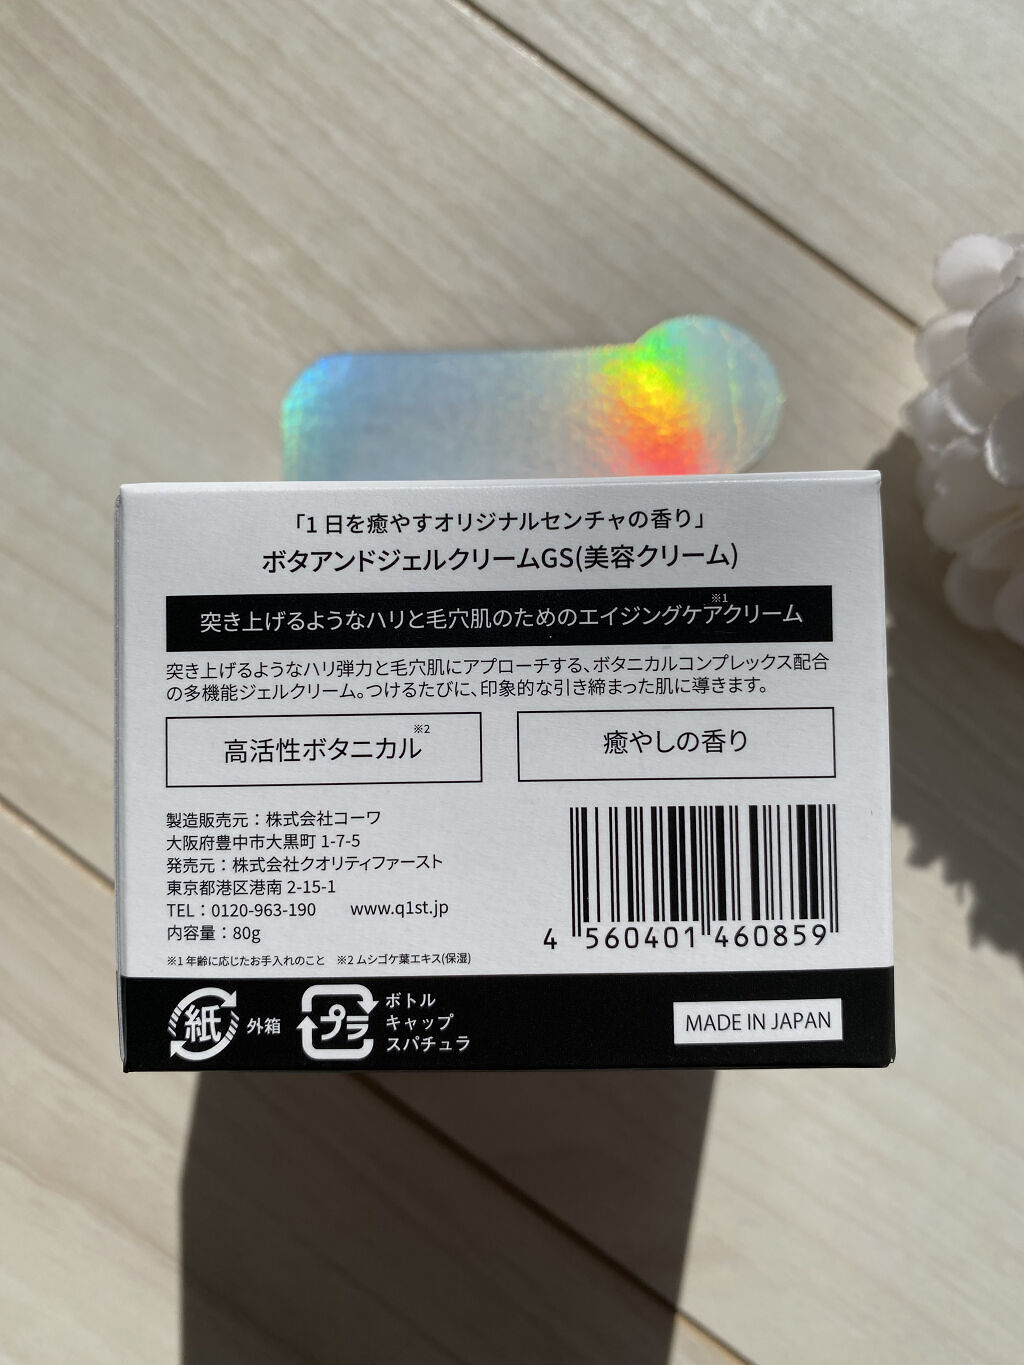 「1日を癒やすオリジナルセンチャの香り」
ボタアンドジェルクリームGS(美容クリーム)
突き上げるようなハリと毛穴肌のためのエイジングケア※1クリーム
突き上げるようなハリ弾力と毛穴肌にアプローチする、ボタニカルコンプレックス配合
の多機能ジェルクリーム。つけるたびに、印象的な引き締まった肌に導きます。
高活性ボタニカル※2
癒やしの香り
製造販売元：株式会社コーワ
大阪府豊中市大黒町 1-7-5
発売元：株式会社クオリティファースト
東京都港区港南 2-15-1
TEL：0120-963-190 www.q1st.jp
内容量：80g
※1 年齢に応じたお手入れのこと ※2 ムシゴケ葉エキス(保湿)
4 560401 460859
紙 外箱
プラ ボトル
キャップ
スパチュラ
MADE IN JAPAN